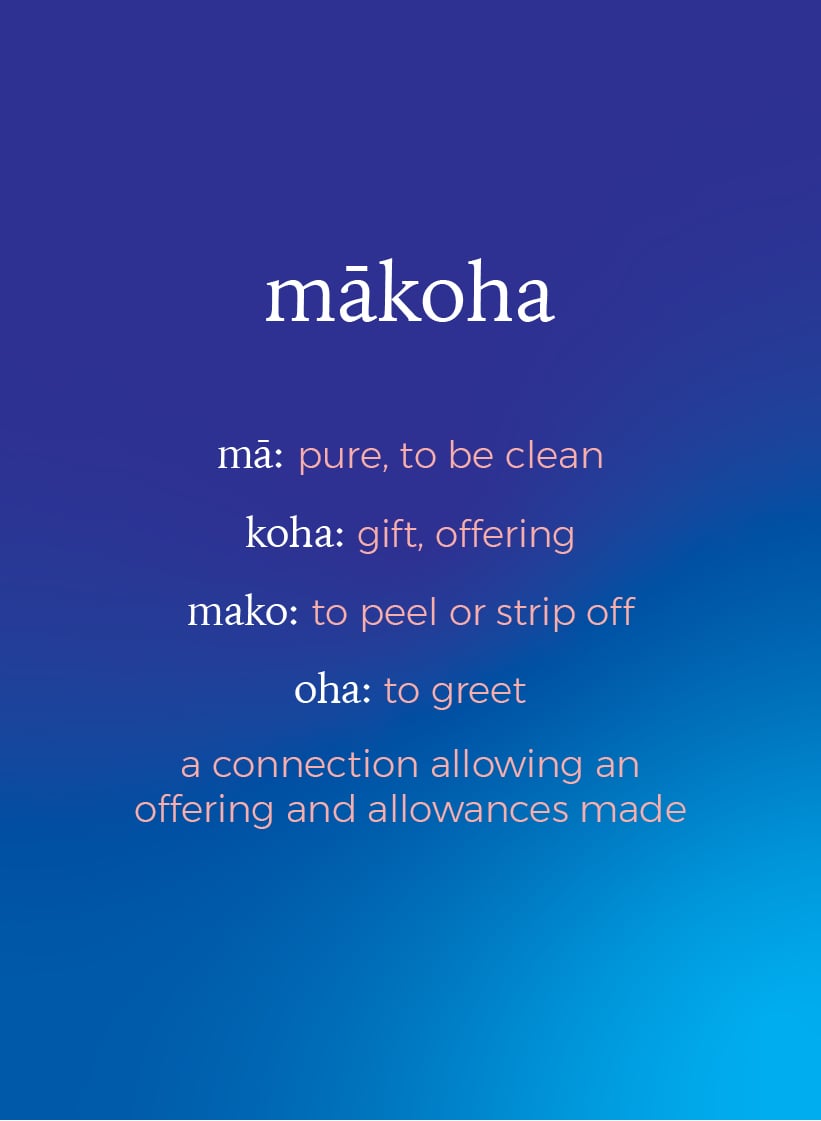 mākoha
mā: pure, to be clean
koha: gift, offering
mako: to peel or strip off
oha: to greet
a connection allowing an
offering and allowances made